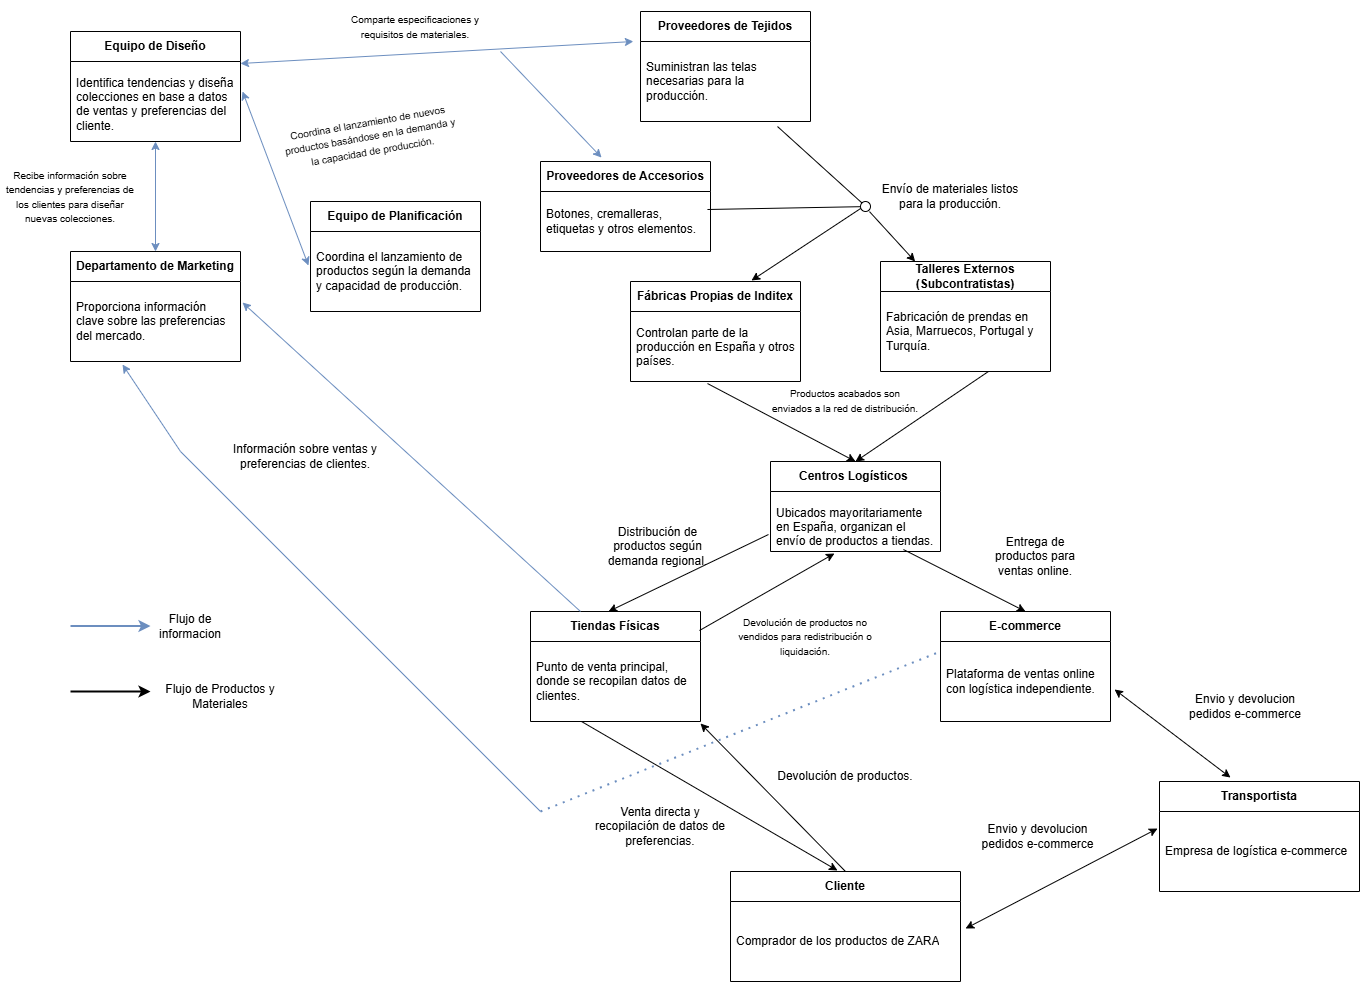 Comparte especificaciones y
requisitos de materiales.
Equipo de Diseño
Identifica tendencias y diseña
colecciones en base a datos
de ventas y preferencias del
cliente.
Proveedores de Tejidos
Suministran las telas
necesarias para la
producción.
Coordina el lanzamiento de nuevos
productos basándose en la demanda y
la capacidad de producción.
Recibe información sobre
tendencias y preferencias de
los clientes para diseñar
nuevas colecciones.
Proveedores de Accesorios
Botones, cremalleras,
etiquetas y otros elementos.
Envío de materiales listos
para la producción.
Equipo de Planificación
Coordina el lanzamiento de
productos según la demanda
y capacidad de producción.
Departamento de Marketing
Proporciona información
clave sobre las preferencias
del mercado.
Fábricas Propias de Inditex
Controlan parte de la
producción en España y otros
países.
Talleres Externos
(Subcontratistas)
Fabricación de prendas en
Asia, Marruecos, Portugal y
Turquía.
Productos acabados son
enviados a la red de distribución.
Información sobre ventas y
preferencias de clientes.
Centros Logísticos
Ubicados mayoritariamente
en España, organizan el
envío de productos a tiendas.
Distribución de
productos según
demanda regional
Entrega de
productos para
ventas online.
Flujo de
informacion
Flujo de Productos y
Materiales
Tiendas Físicas
Punto de venta principal,
donde se recopilan datos de
clientes.
Devolución de productos no
vendidos para redistribución o
liquidación.
E-commerce
Plataforma de ventas online
con logística independiente.
Envio y devolucion
pedidos e-commerce
Devolución de productos.
Venta directa y
recopilación de datos de
preferencias.
Transportista
Empresa de logística e-commerce
Envio y devolucion
pedidos e-commerce
Cliente
Comprador de los productos de ZARA